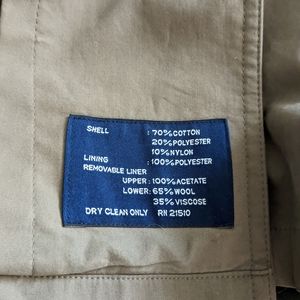 SHELL : 70% COTTON
20% POLYESTER
10% NYLON
LINING : 100% POLYESTER
REMOVABLE LINER
UPPER : 100% ACETATE
LOWER : 65% WOOL
35% VISCOSE
DRY CLEAN ONLY RN 21510